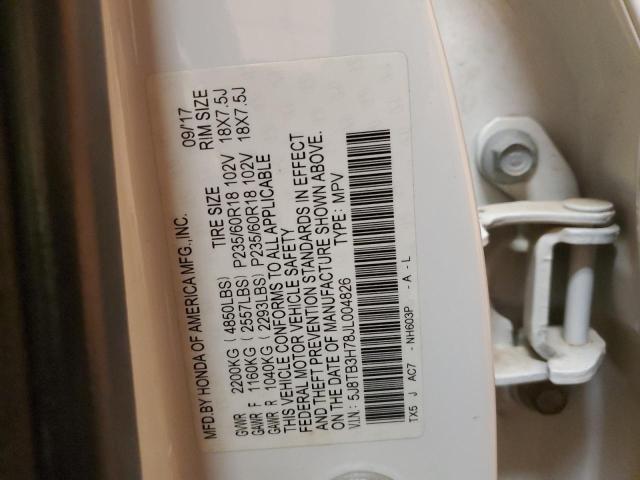 MFD.BY HONDA OF AMERICA MFG.,INC. 09/'17
TIRE SIZE RIM SIZE
GVWR 2200KG (4850LBS)
GAWR F 1160KG (2557LBS) P235/60R18 102V 18X7.5J
GAWR R 1040KG (2293LBS) P235/60R18 102V 18X7.5J
THIS VEHICLE CONFORMS TO ALL APPLICABLE
FEDERAL MOTOR VEHICLE SAFETY
AND THEFT PREVENTION STANDARDS IN EFFECT
ON THE DATE OF MANUFACTURE SHOWN ABOVE.
V.I.N: 5J8TB3H78JL004826 TYPE: MPV
TX5 J AC7 - NH603P - A - L